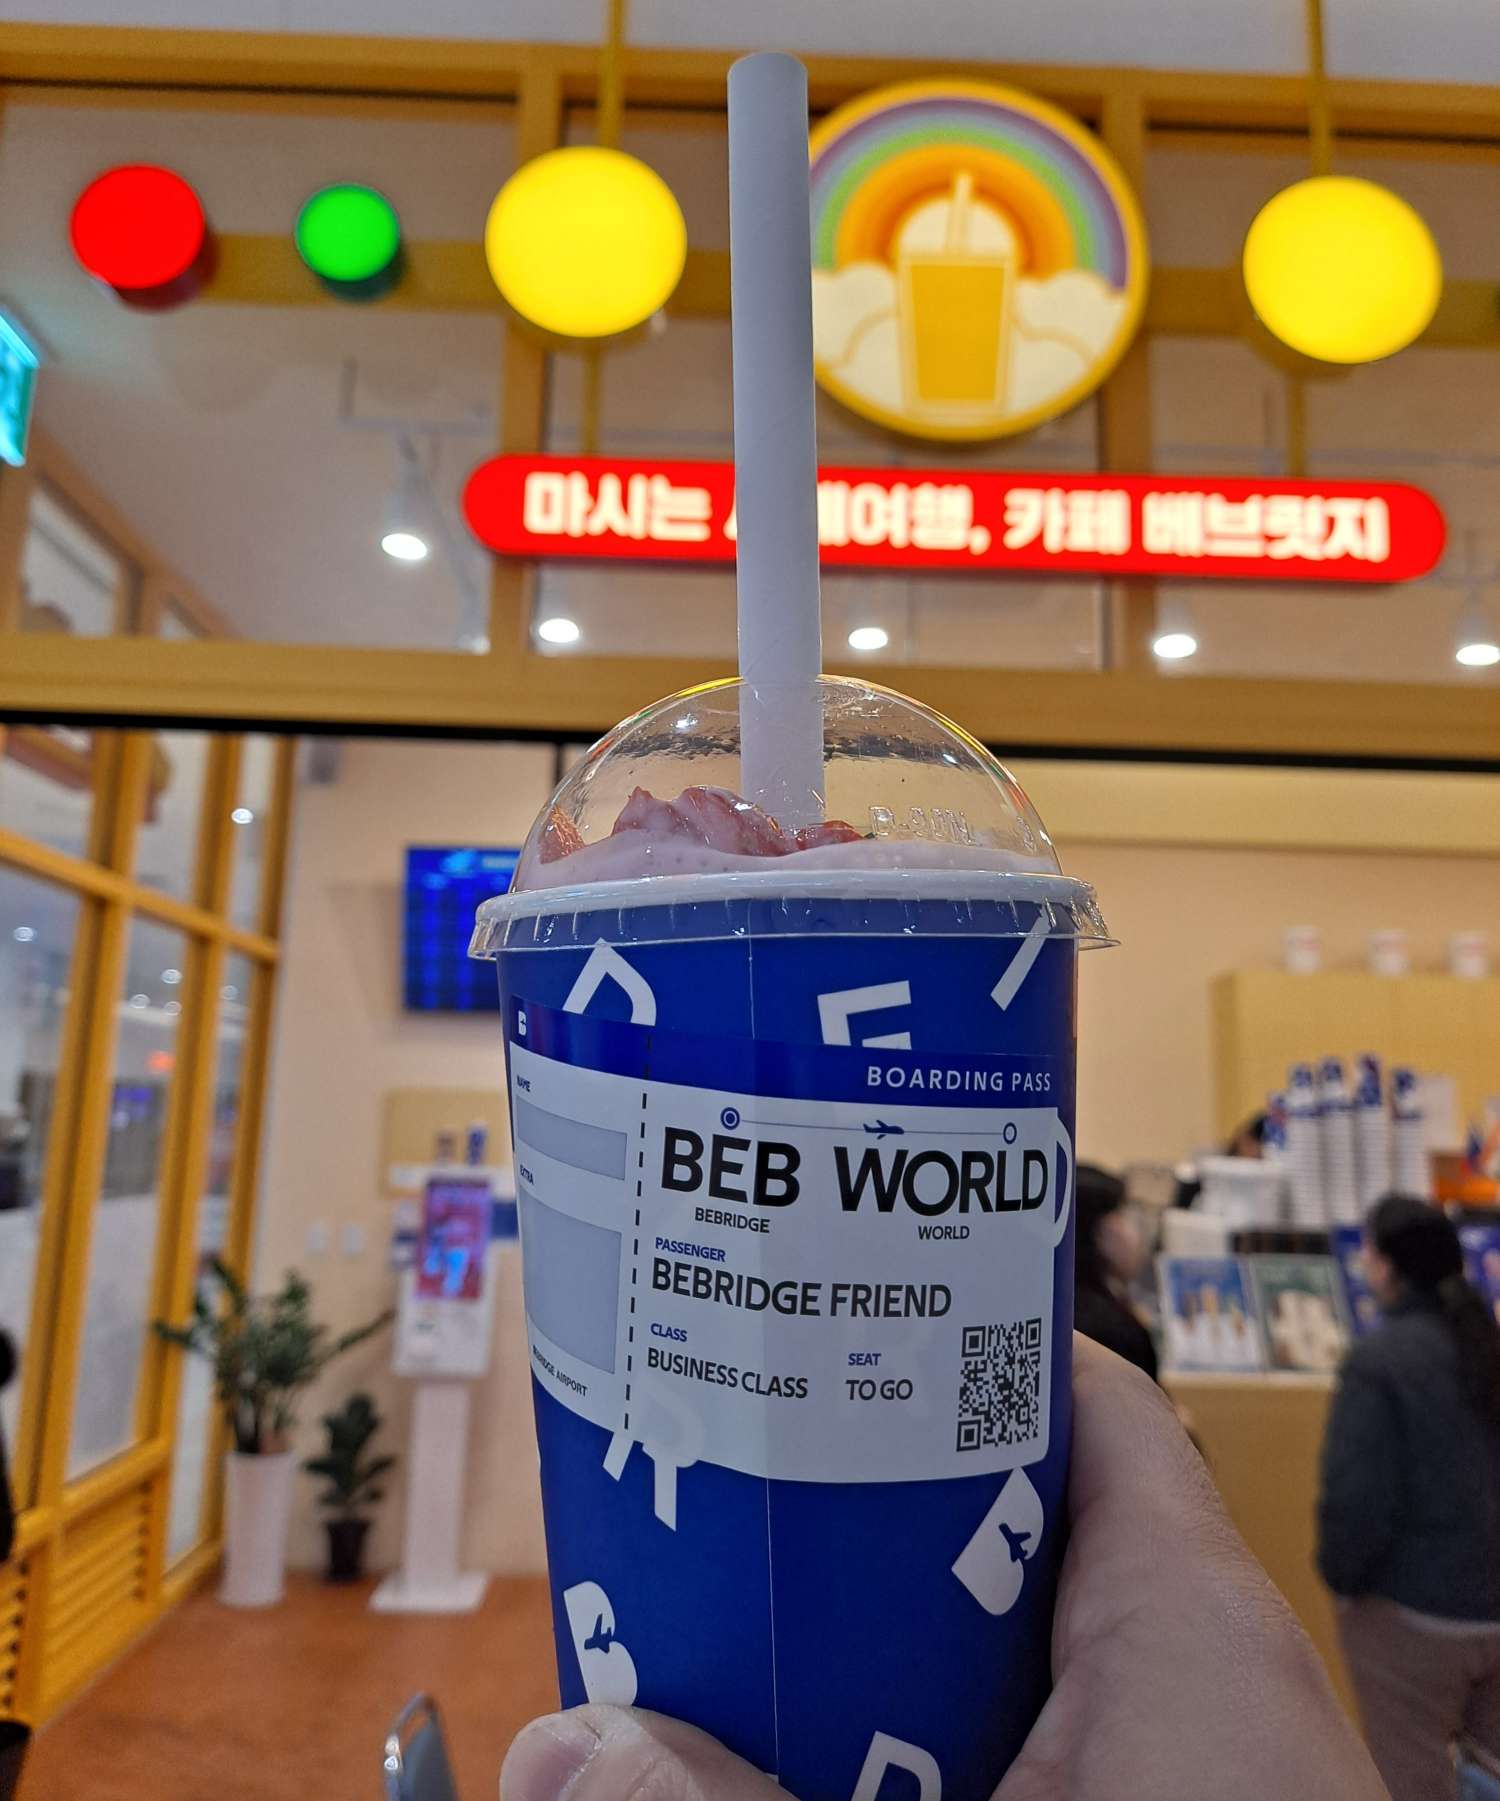 마시는 여행, 카페 베브릿지
BOARDING PASS
NAME
EXTRA
BEBRIDGE AIRPORT
BEB WORLD
BEBRIDGE WORLD
PASSENGER
BEBRIDGE FRIEND
CLASS SEAT
BUSINESS CLASS TO GO